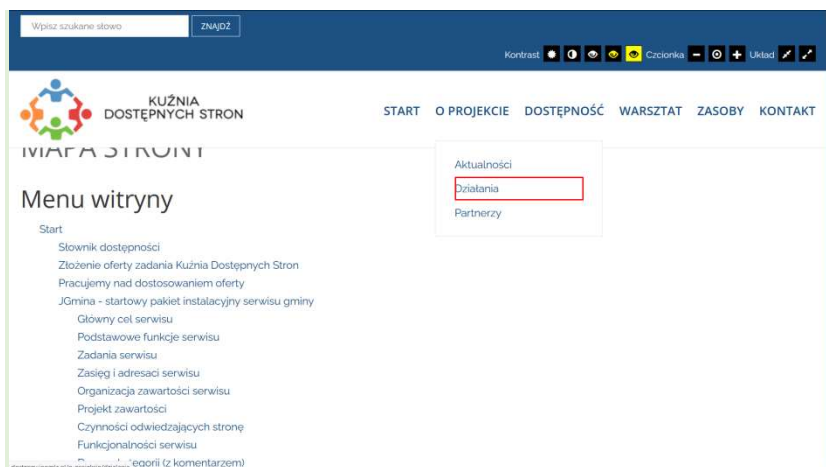 Wpisz szukane słowo
ZNAJDŹ
Kontrast
Czcionka
Układ
KUŹNIA
DOSTĘPNYCH STRON
START O PROJEKCIE DOSTĘPNOŚĆ WARSZTAT ZASOBY KONTAKT
MAPA STRONY
Aktualności
Działania
Partnerzy
Menu witryny
Start
Słownik dostępności
Złożenie oferty zadania Kuźnia Dostępnych Stron
Pracujemy nad dostosowaniem oferty
JGmina - startowy pakiet instalacyjny serwisu gminy
Główny cel serwisu
Podstawowe funkcje serwisu
Zadania serwisu
Zasięg i adresaci serwisu
Organizacja zawartości serwisu
Projekt zawartości
Czynności odwiedzających stronę
Funkcjonalności serwisu
(z komentarzem)